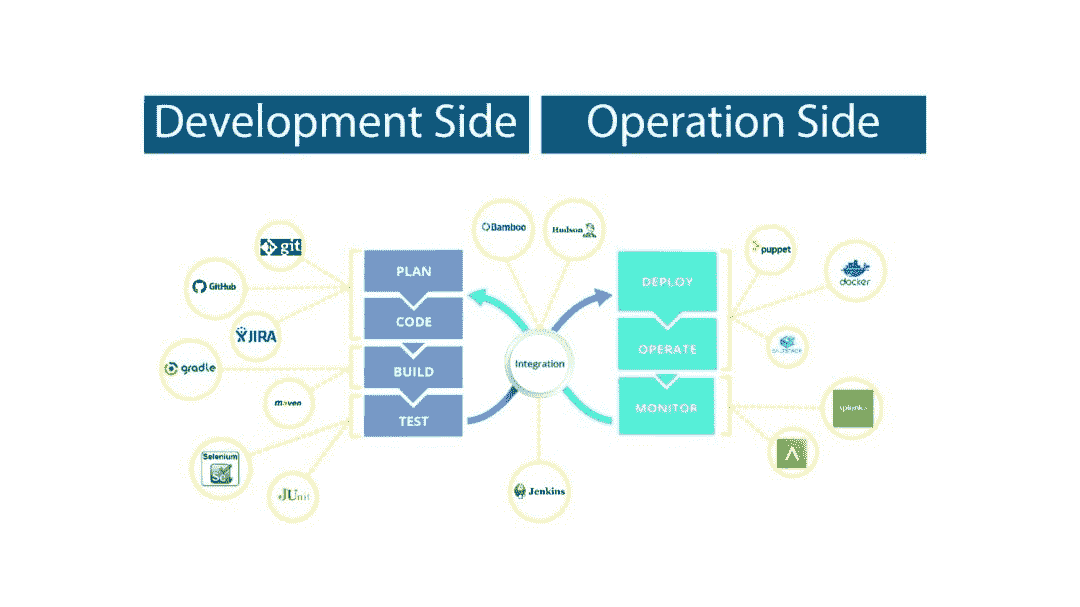 Development Side
Operation Side
git
GitHub
JIRA
gradle
maven
Selenium
Se
JUnit
PLAN
CODE
BUILD
TEST
Bamboo
Hudson
Integration
Jenkins
DEPLOY
OPERATE
MONITOR
puppet
docker
SALTSTACK
splunk>